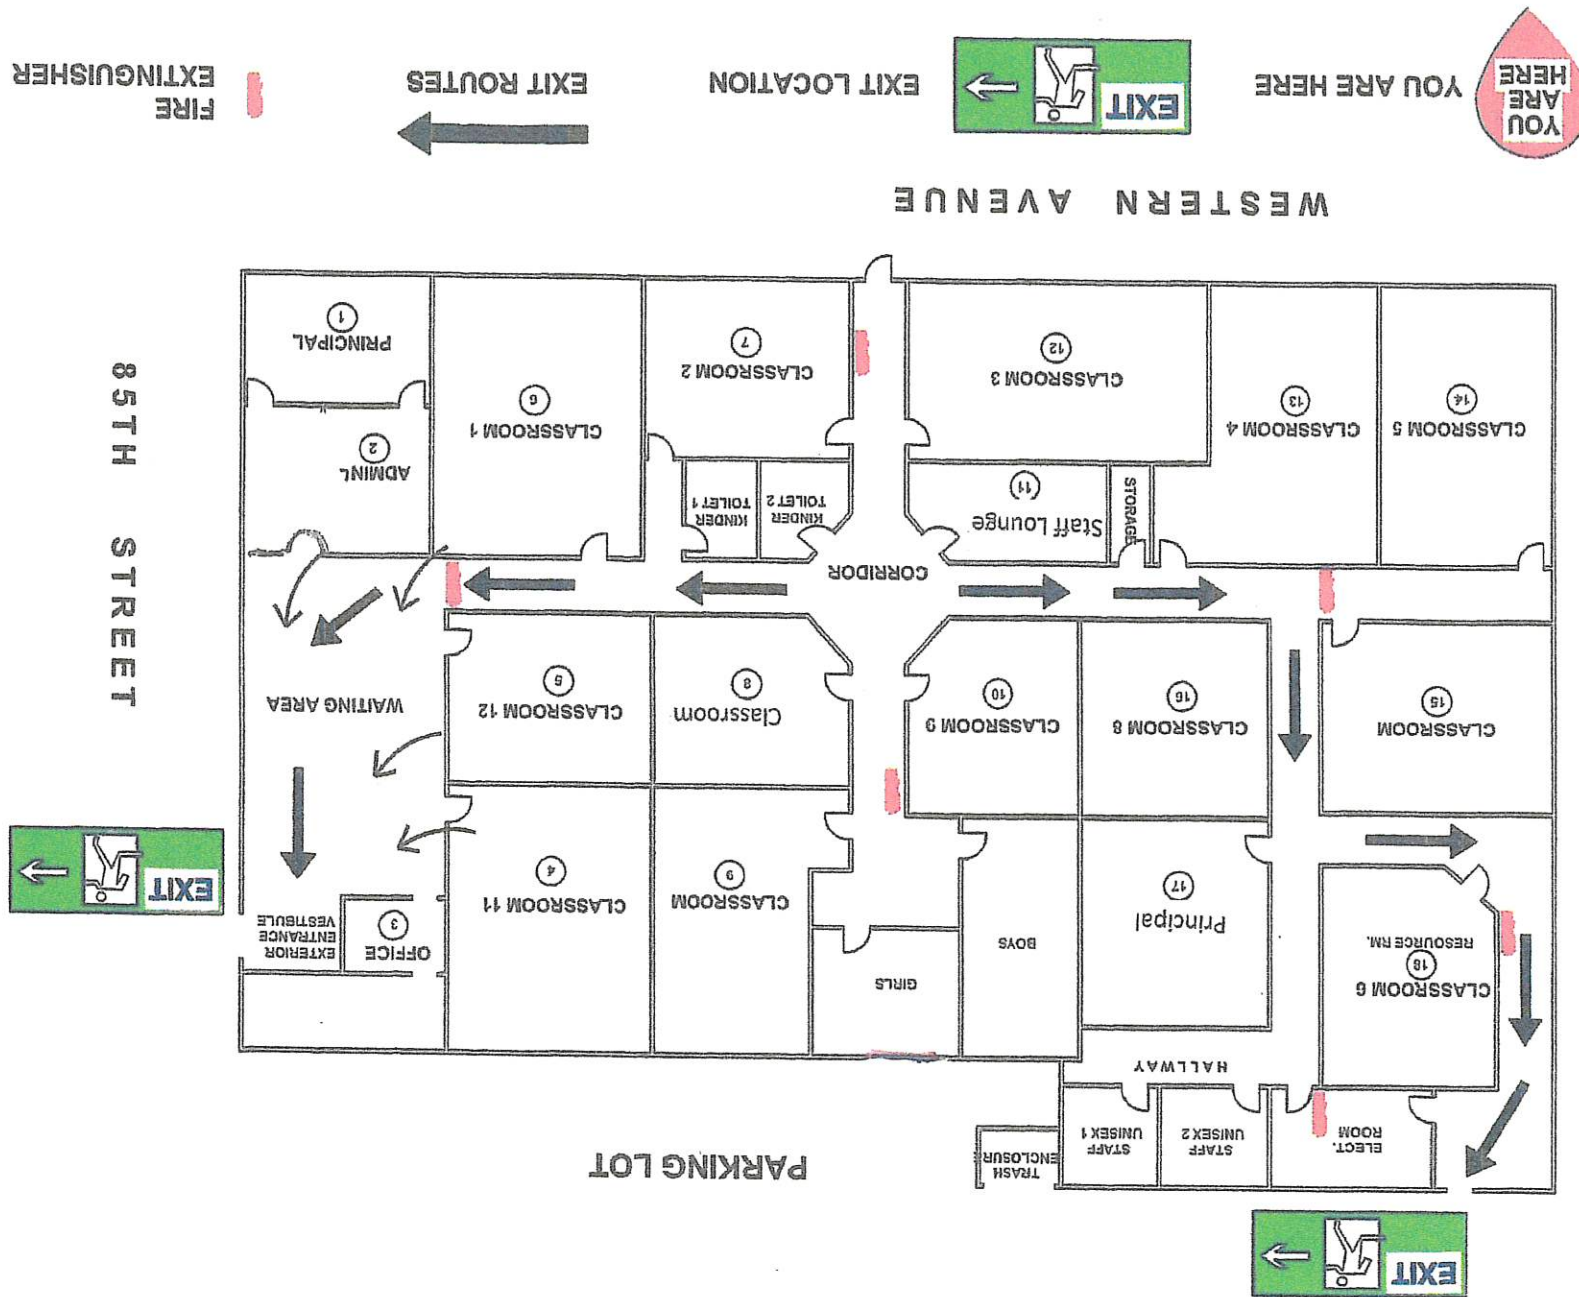 EXIT
PARKING LOT
ELECT.
ROOM
STAFF
UNISEX 2
STAFF
UNISEX 1
TRASH
ENCLOSURE
HALLWAY
CLASSROOM 6
18
RESOURCE RM.
Principal
17
BOYS
GIRLS
CLASSROOM
9
CLASSROOM 11
4
OFFICE
3
EXTERIOR
ENTRANCE
VESTIBULE
EXIT
CLASSROOM
15
CLASSROOM 8
16
CLASSROOM 9
10
Classroom
8
CLASSROOM 12
5
WAITING AREA
85TH STREET
CORRIDOR
CLASSROOM 5
14
CLASSROOM 4
13
STORAGE
Staff Lounge
11
KINDER
TOILET 2
KINDER
TOILET 1
CLASSROOM 3
12
CLASSROOM 2
7
CLASSROOM 1
6
ADMINL
2
PRINCIPAL
1
WESTERN AVENUE
YOU
ARE
HERE
YOU ARE HERE
EXIT
EXIT LOCATION
EXIT ROUTES
FIRE
EXTINGUISHER